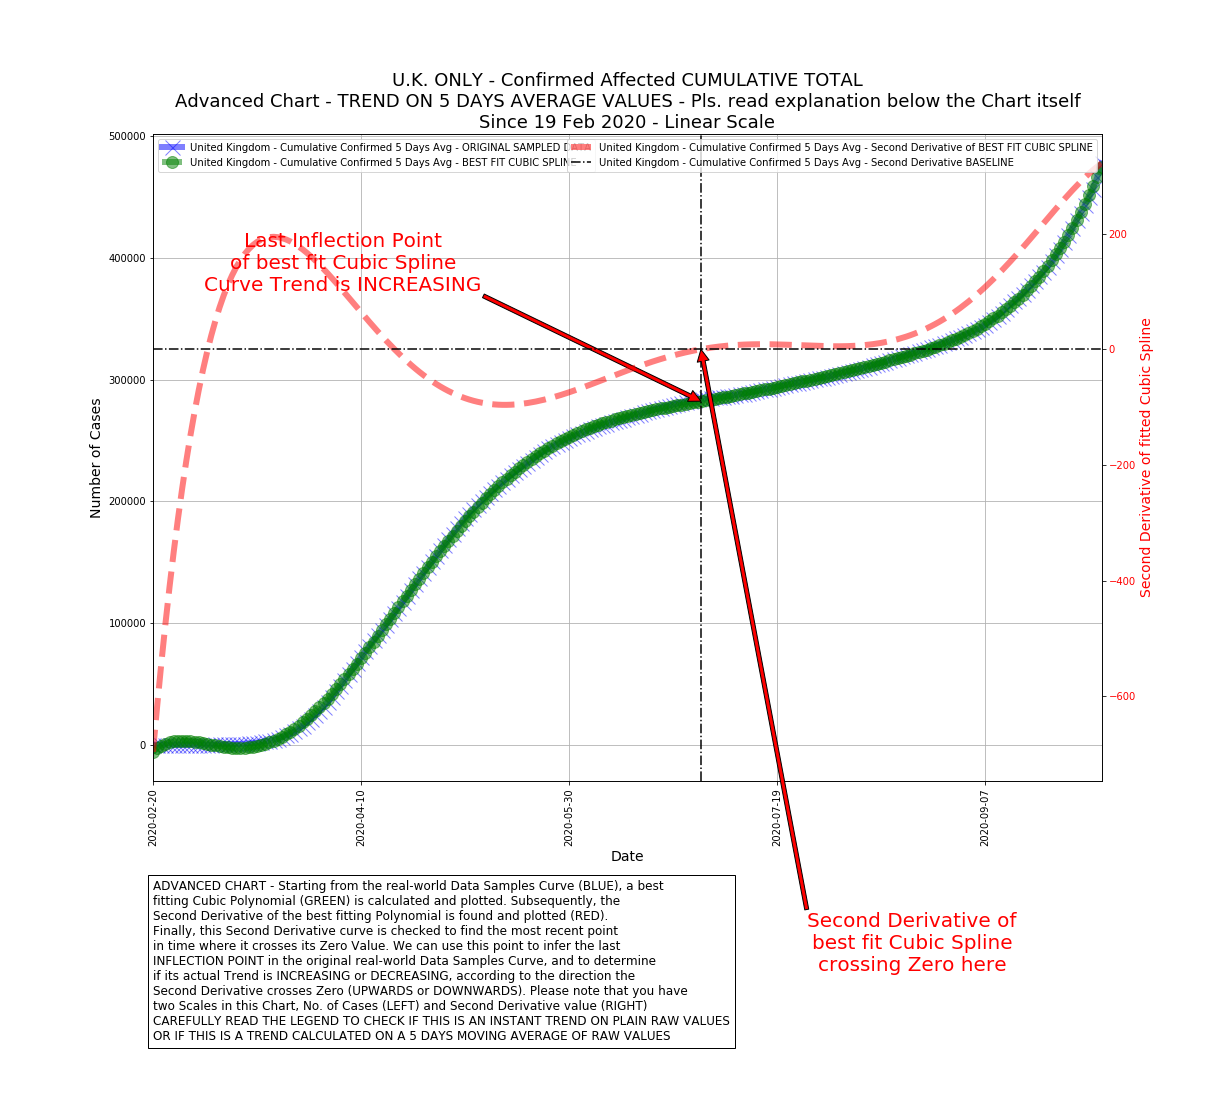 U.K. ONLY - Confirmed Affected CUMULATIVE TOTAL
Advanced Chart - TREND ON 5 DAYS AVERAGE VALUES - Pls. read explanation below the Chart itself
Since 19 Feb 2020 - Linear Scale
United Kingdom - Cumulative Confirmed 5 Days Avg - ORIGINAL SAMPLED DATA
United Kingdom - Cumulative Confirmed 5 Days Avg - BEST FIT CUBIC SPLINE
United Kingdom - Cumulative Confirmed 5 Days Avg - Second Derivative of BEST FIT CUBIC SPLINE
United Kingdom - Cumulative Confirmed 5 Days Avg - Second Derivative BASELINE
500000
400000
300000
200000
100000
0
Number of Cases
Last Inflection Point
of best fit Cubic Spline
Curve Trend is INCREASING
200
0
−200
−400
−600
Second Derivative of fitted Cubic Spline
2020-02-20
2020-04-10
2020-05-30
2020-07-19
2020-09-07
Date
Second Derivative of
best fit Cubic Spline
crossing Zero here
ADVANCED CHART - Starting from the real-world Data Samples Curve (BLUE), a best
fitting Cubic Polynomial (GREEN) is calculated and plotted. Subsequently, the
Second Derivative of the best fitting Polynomial is found and plotted (RED).
Finally, this Second Derivative curve is checked to find the most recent point
in time where it crosses its Zero Value. We can use this point to infer the last
INFLECTION POINT in the original real-world Data Samples Curve, and to determine
if its actual Trend is INCREASING or DECREASING, according to the direction the
Second Derivative crosses Zero (UPWARDS or DOWNWARDS). Please note that you have
two Scales in this Chart, No. of Cases (LEFT) and Second Derivative value (RIGHT)
CAREFULLY READ THE LEGEND TO CHECK IF THIS IS AN INSTANT TREND ON PLAIN RAW VALUES
OR IF THIS IS A TREND CALCULATED ON A 5 DAYS MOVING AVERAGE OF RAW VALUES